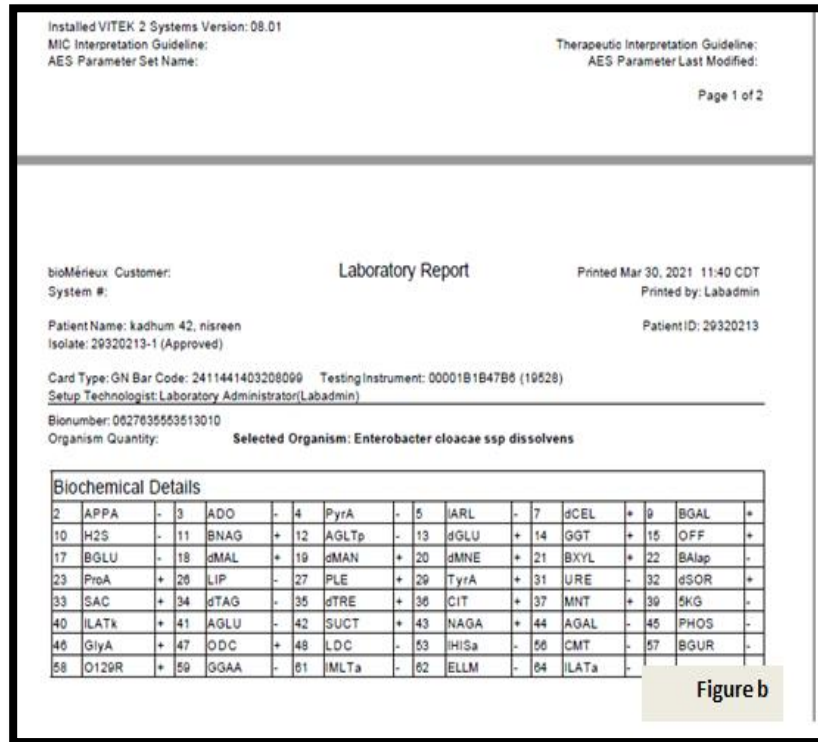 Installed VITEK 2 Systems Version: 08.01
MIC Interpretation Guideline: Therapeutic Interpretation Guideline:
AES Parameter Set Name: AES Parameter Last Modified:
Page 1 of 2
bioMérieux Customer: Laboratory Report Printed Mar 30, 2021 11:40 CDT
System #: Printed by: Labadmin
Patient Name: kadhum 42, nisreen Patient ID: 29320213
Isolate: 29320213-1 (Approved)
Card Type: GN Bar Code: 2411441403208099 Testing Instrument: 00001B1B47B6 (19528)
Setup Technologist: Laboratory Administrator(Labadmin)
Bionumber: 0627635553513010
Organism Quantity: Selected Organism: Enterobacter cloacae ssp dissolvens
Biochemical Details
2 APPA - 3 ADO - 4 PyrA - 5 IARL - 7 dCEL + 9 BGAL +
10 H2S - 11 BNAG + 12 AGLTp - 13 dGLU + 14 GGT + 15 OFF +
17 BGLU - 18 dMAL + 19 dMAN + 20 dMNE + 21 BXYL + 22 BAlap -
23 ProA + 26 LIP - 27 PLE + 29 TyrA + 31 URE - 32 dSOR +
33 SAC + 34 dTAG - 35 dTRE + 36 CIT + 37 MNT + 39 5KG -
40 ILATk + 41 AGLU - 42 SUCT + 43 NAGA + 44 AGAL - 45 PHOS -
46 GlyA + 47 ODC + 48 LDC - 53 IHISa - 56 CMT - 57 BGUR -
58 O129R + 59 GGAA - 61 IMLTa - 62 ELLM - 64 ILATa -
Figure b